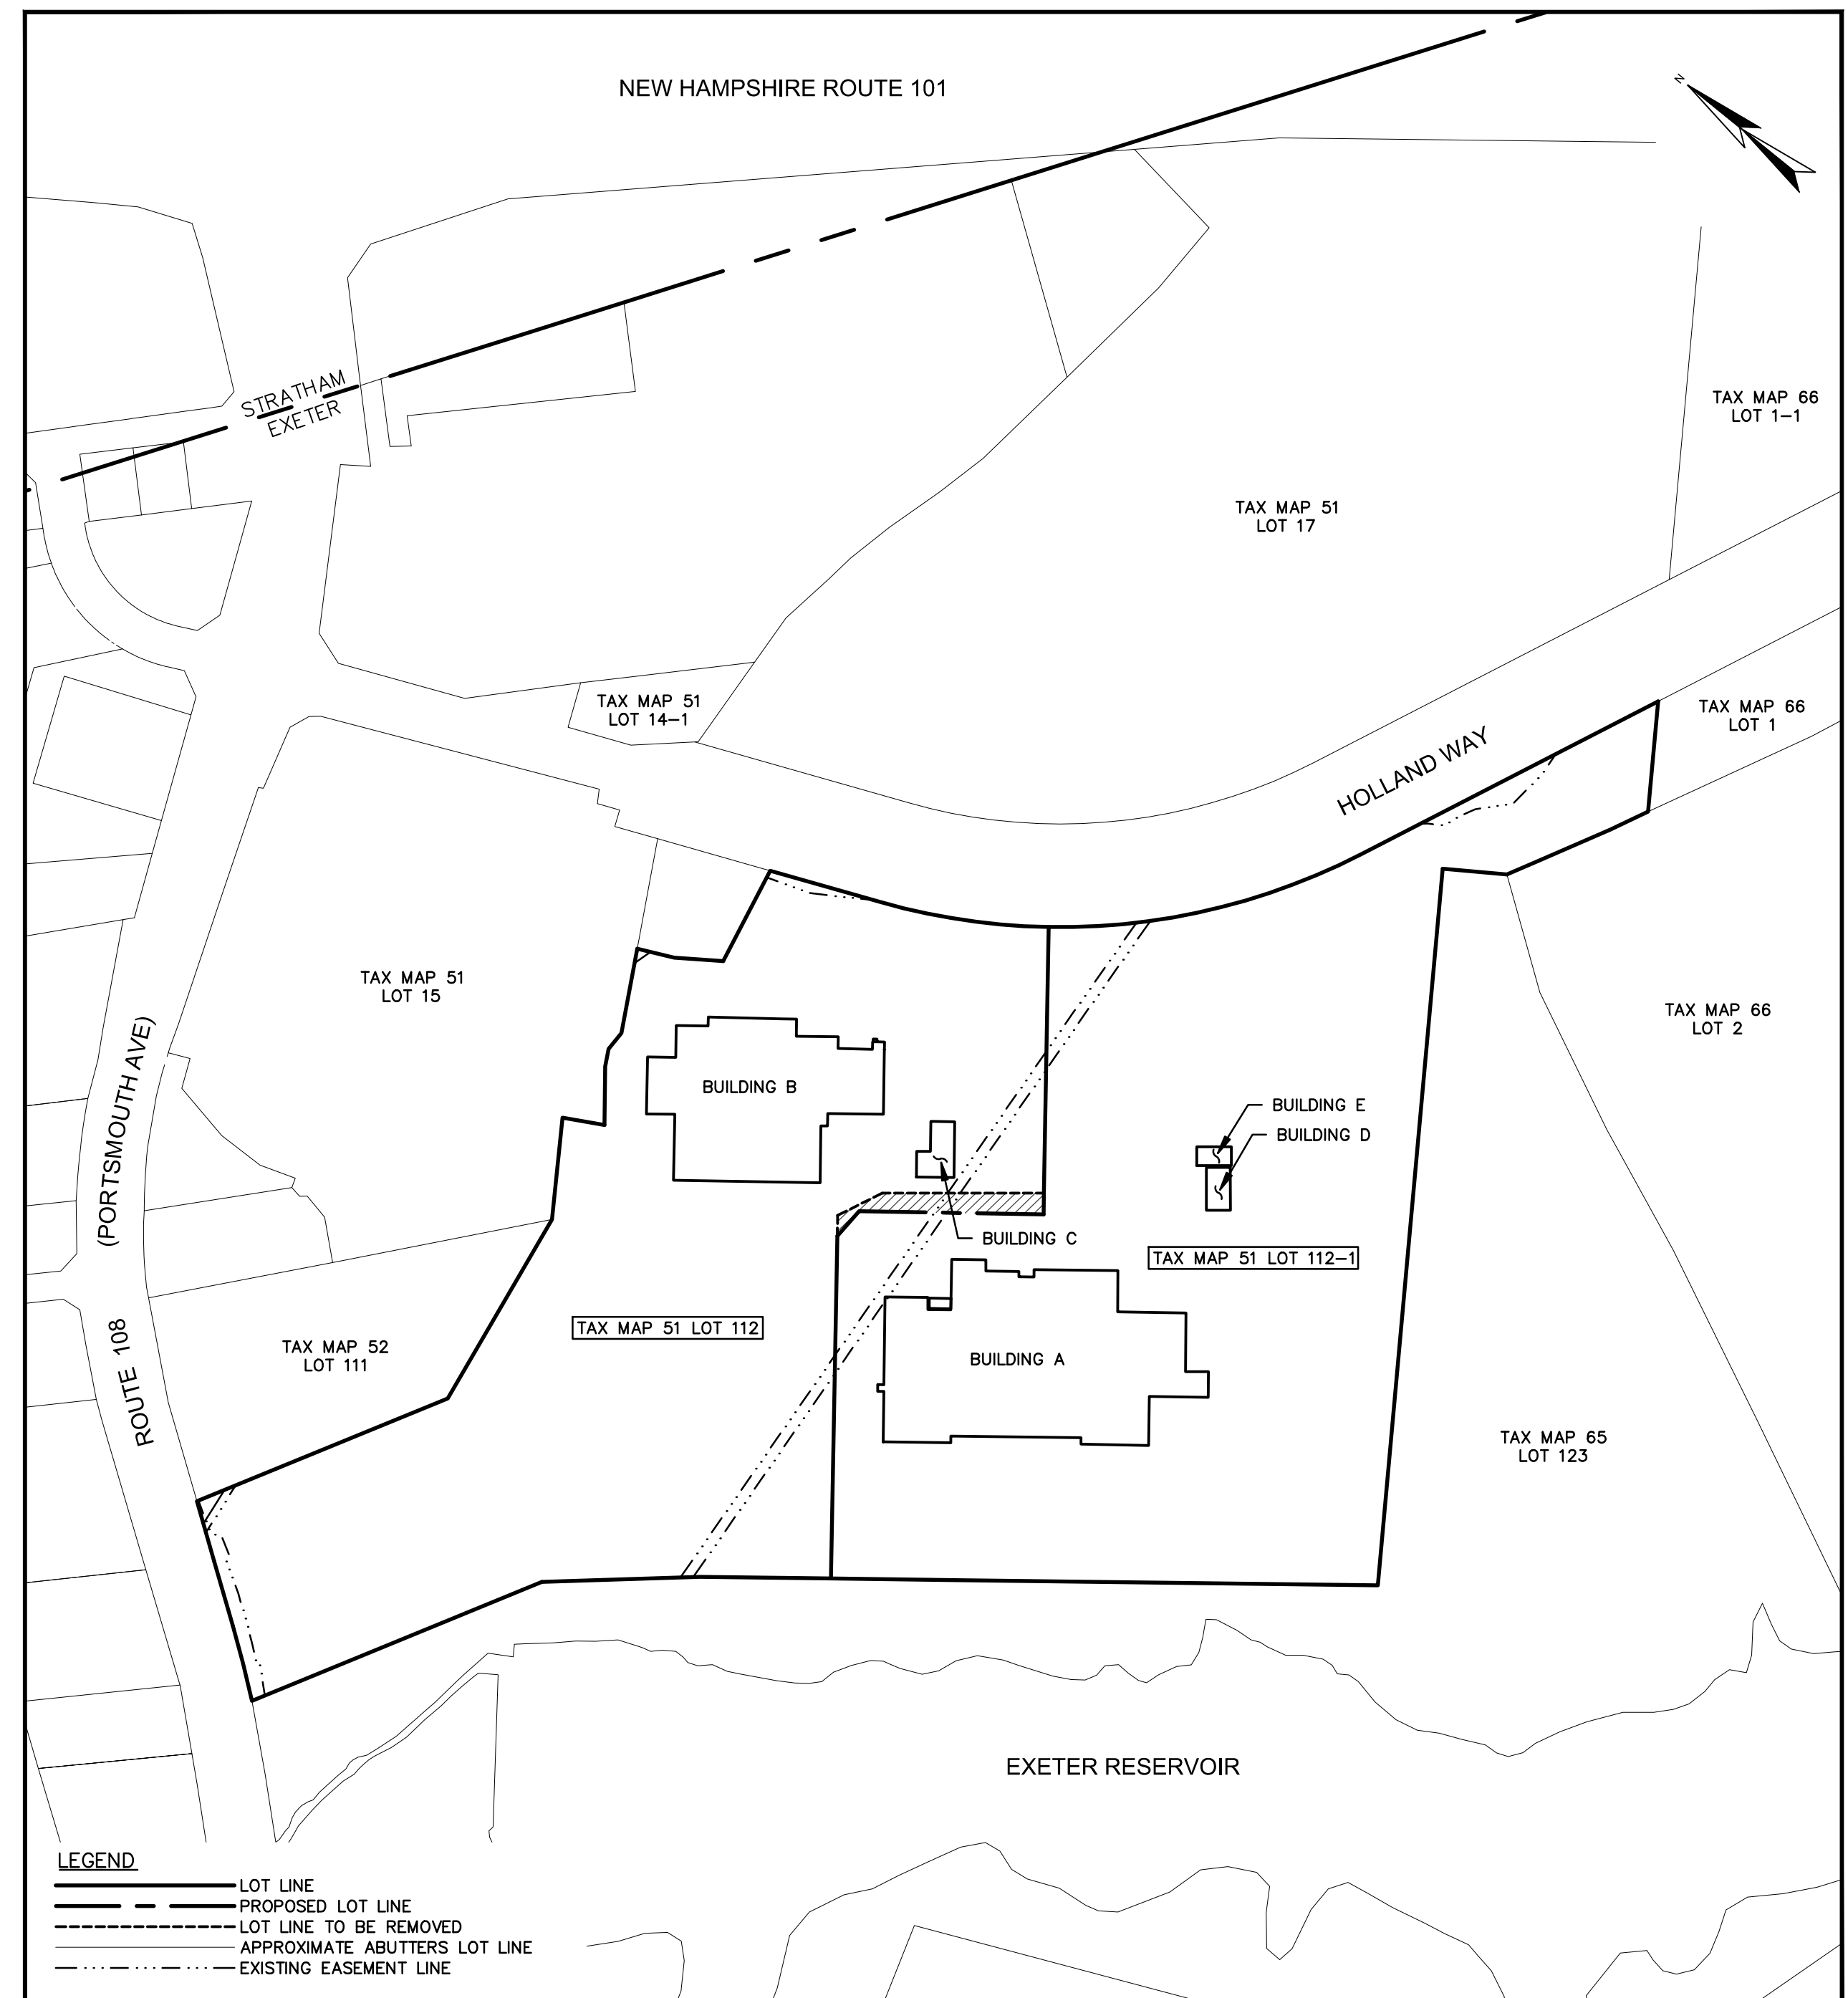 NEW HAMPSHIRE ROUTE 101
N
STRATHAM
EXETER
TAX MAP 66
LOT 1-1
TAX MAP 51
LOT 17
TAX MAP 51
LOT 14-1
TAX MAP 66
LOT 1
HOLLAND WAY
TAX MAP 51
LOT 15
TAX MAP 66
LOT 2
(PORTSMOUTH AVE)
BUILDING B
BUILDING E
BUILDING D
BUILDING C
TAX MAP 51 LOT 112-1
TAX MAP 51 LOT 112
TAX MAP 52
LOT 111
BUILDING A
ROUTE 108
TAX MAP 65
LOT 123
EXETER RESERVOIR
LEGEND
LOT LINE
PROPOSED LOT LINE
LOT LINE TO BE REMOVED
APPROXIMATE ABUTTERS LOT LINE
EXISTING EASEMENT LINE